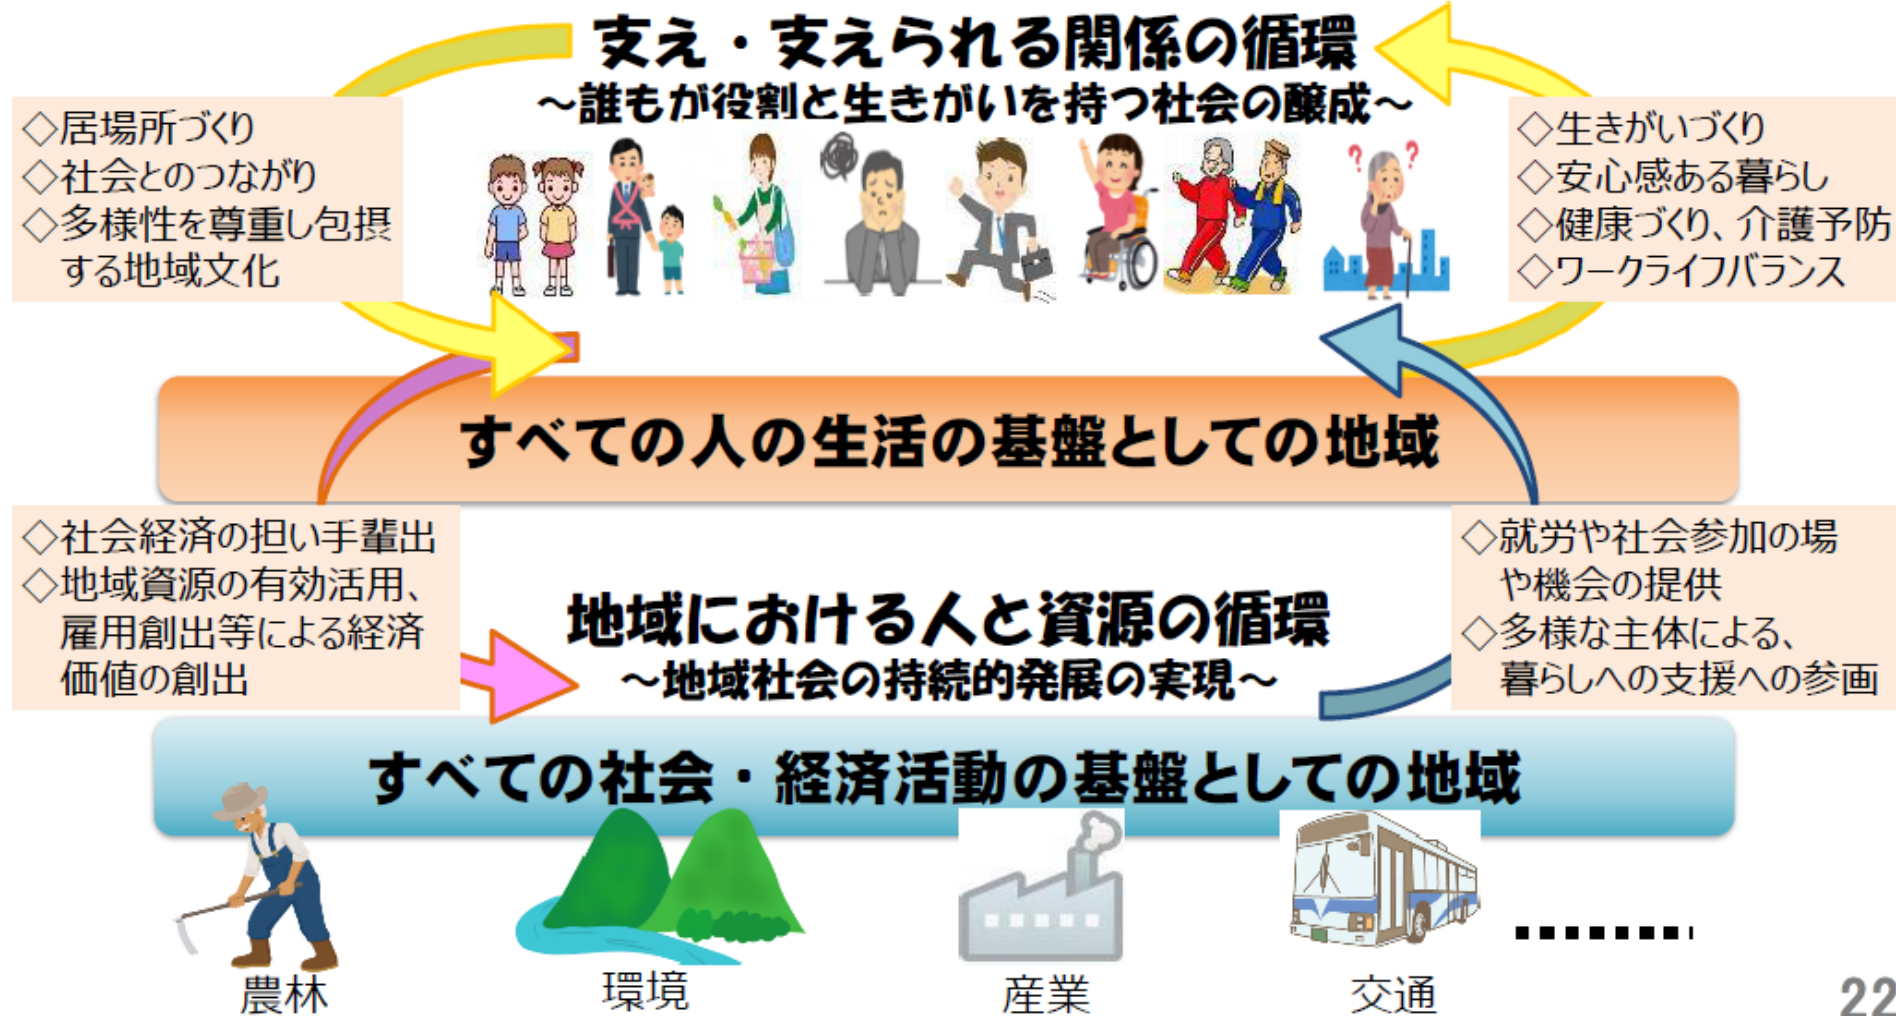 支え・支えられる関係の循環
～誰もが役割と生きがいを持つ社会の醸成～
◇居場所づくり
◇社会とのつながり
◇多様性を尊重し包摂
する地域文化
◇生きがいづくり
◇安心感ある暮らし
◇健康づくり、介護予防
◇ワークライフバランス
? ?
すべての人の生活の基盤としての地域
◇社会経済の担い手輩出
◇地域資源の有効活用、
雇用創出等による経済
価値の創出
地域における人と資源の循環
～地域社会の持続的発展の実現～
◇就労や社会参加の場
や機会の提供
◇多様な主体による、
暮らしへの支援への参画
すべての社会・経済活動の基盤としての地域
農林
環境
産業
交通
22